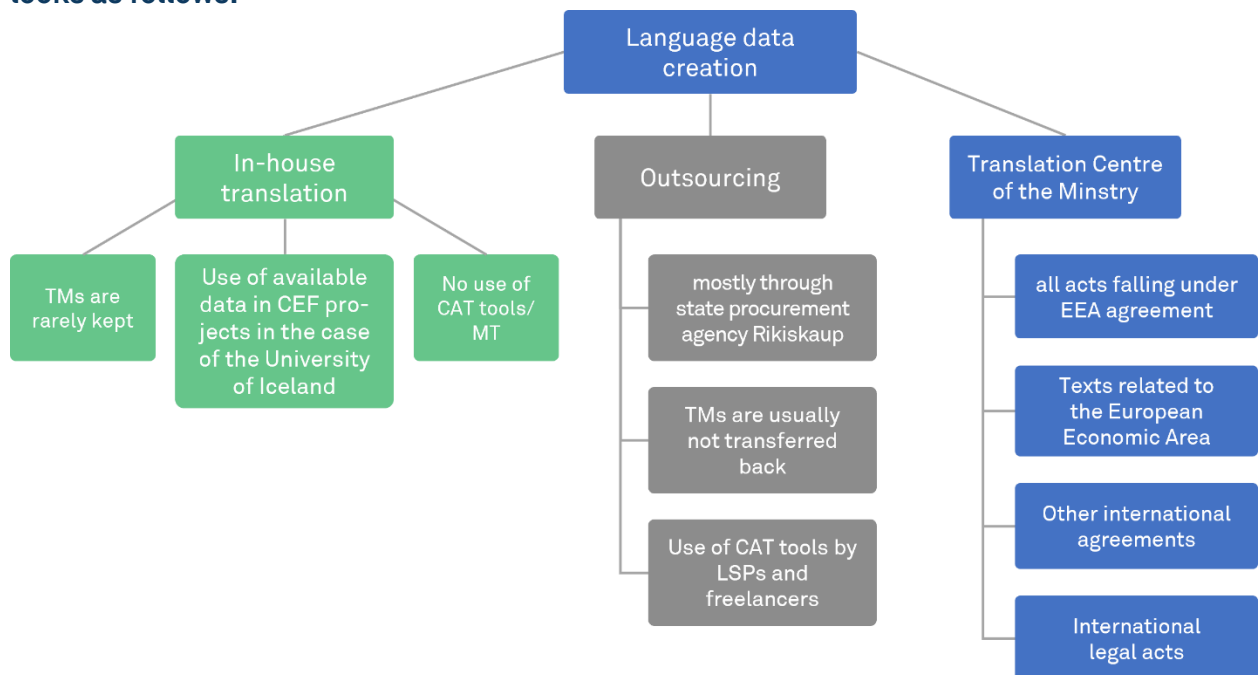 looks as follows:
Language data
creation
In-house
translation
Outsourcing
Translation Centre
of the Minstry
TMs are
rarely kept
Use of available
data in CEF pro-
jects in the case
of the University
of Iceland
No use of
CAT tools/
MT
mostly through
state procurement
agency Rikiskaup
TMs are usually
not transferred
back
Use of CAT tools by
LSPs and
freelancers
all acts falling under
EEA agreement
Texts related to
the European
Economic Area
Other international
agreements
International
legal acts